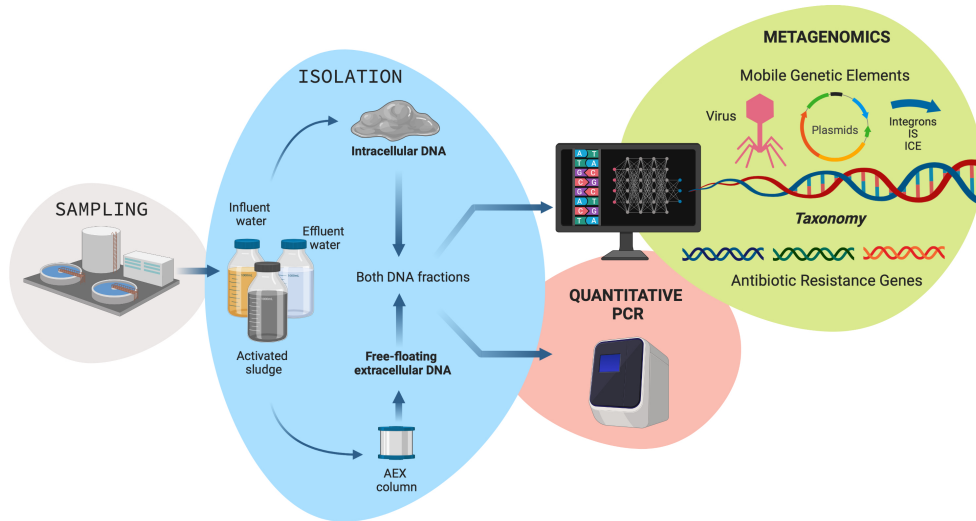 SAMPLING
ISOLATION
Intracellular DNA
Influent
water
Effluent
water
Activated
sludge
Both DNA fractions
Free-floating
extracellular DNA
AEX
column
A T
T A
G C
C G
G C
A T
C G
T A
QUANTITATIVE
PCR
METAGENOMICS
Mobile Genetic Elements
Virus
Plasmids
Integrons
IS
ICE
Taxonomy
Antibiotic Resistance Genes